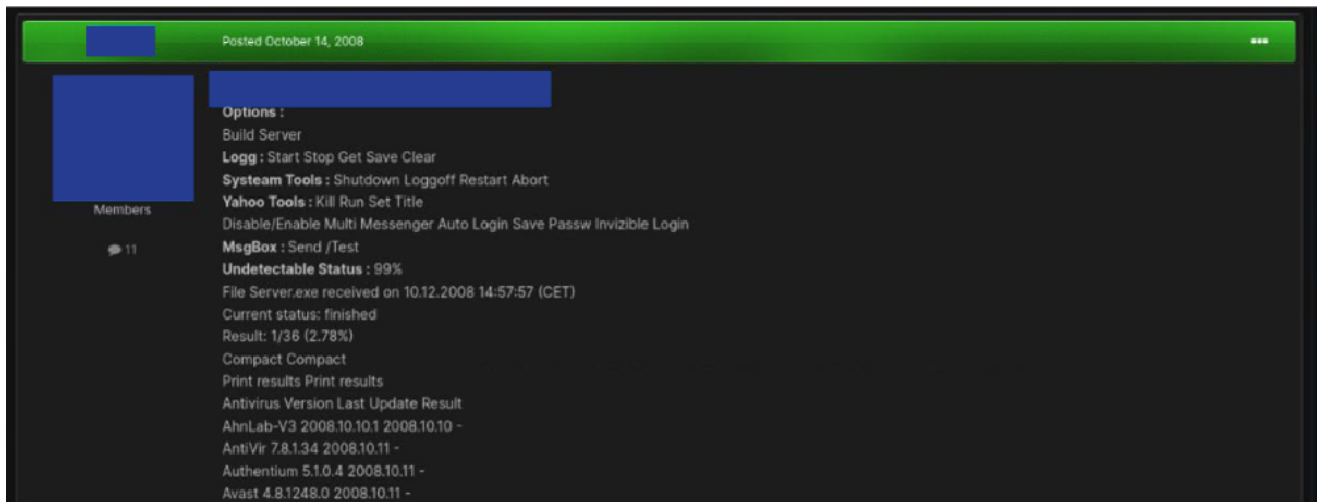 Posted October 14, 2008
Options :
Build Server
Logg : Start Stop Get Save Clear
Systeam Tools : Shutdown Loggoff Restart Abort
Yahoo Tools : Kill Run Set Title
Members
Disable/Enable Multi Messenger Auto Login Save Passw Invizible Login
11
MsgBox : Send /Test
Undetectable Status : 99%
File Server.exe received on 10.12.2008 14:57:57 (CET)
Current status: finished
Result: 1/36 (2.78%)
Compact Compact
Print results Print results
Antivirus Version Last Update Result
AhnLab-V3 2008.10.10.1 2008.10.10 -
AntiVir 7.8.1.34 2008.10.11 -
Authentium 5.1.0.4 2008.10.11 -
Avast 4.8.1248.0 2008.10.11 -